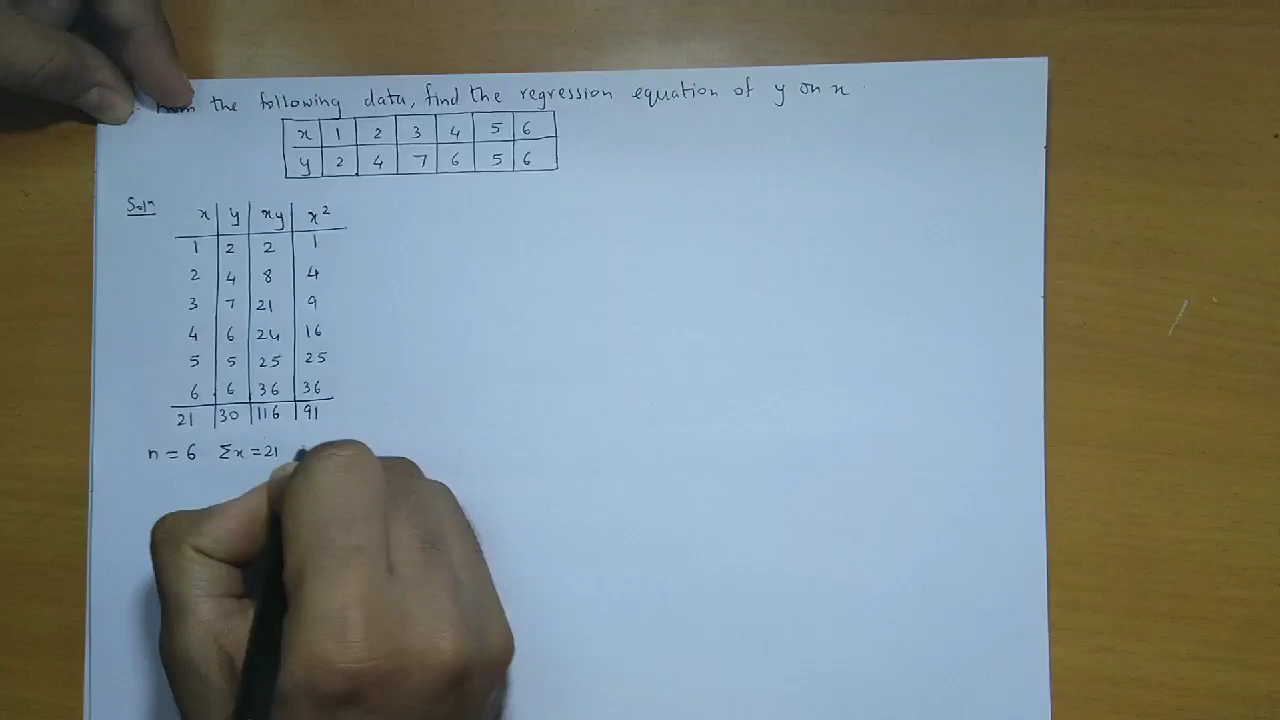 the following data, find the regression equation of y on x.
x 1 2 3 4 5 6
y 2 4 7 6 5 6
Soln
x y xy x²
1 2 2 1
2 4 8 4
3 7 21 9
4 6 24 16
5 5 25 25
6 6 36 36
21 30 116 91
n = 6 Σx = 21